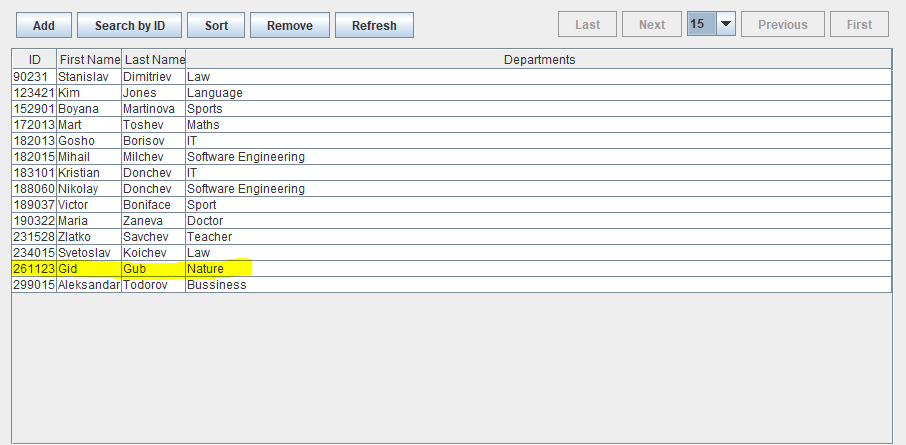 Add Search by ID Sort Remove Refresh Last Next 15 Previous First
ID First Name Last Name Departments
90231 Stanislav Dimitriev Law
123421 Kim Jones Language
152901 Boyana Martinova Sports
172013 Mart Toshev Maths
182013 Gosho Borisov IT
182015 Mihail Milchev Software Engineering
183101 Kristian Donchev IT
188060 Nikolay Donchev Software Engineering
189037 Victor Boniface Sport
190322 Maria Zaneva Doctor
231528 Zlatko Savchev Teacher
234015 Svetoslav Koichev Law
261123 Gid Gub Nature
299015 Aleksandar Todorov Bussiness